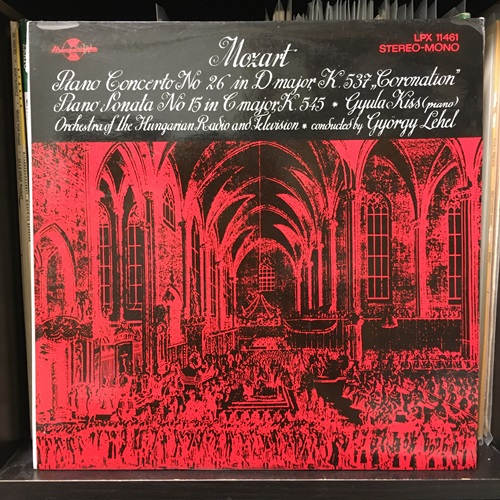 LPX 11461
STEREO-MONO
Mozart
Piano Concerto No 26 in D major K. 537 „Coronation”
Piano Sonata No 15 in C major, K. 545 * Gyula Kiss (piano)
Orchestra of the Hungarian Radio and Television * conducted by György Lehel